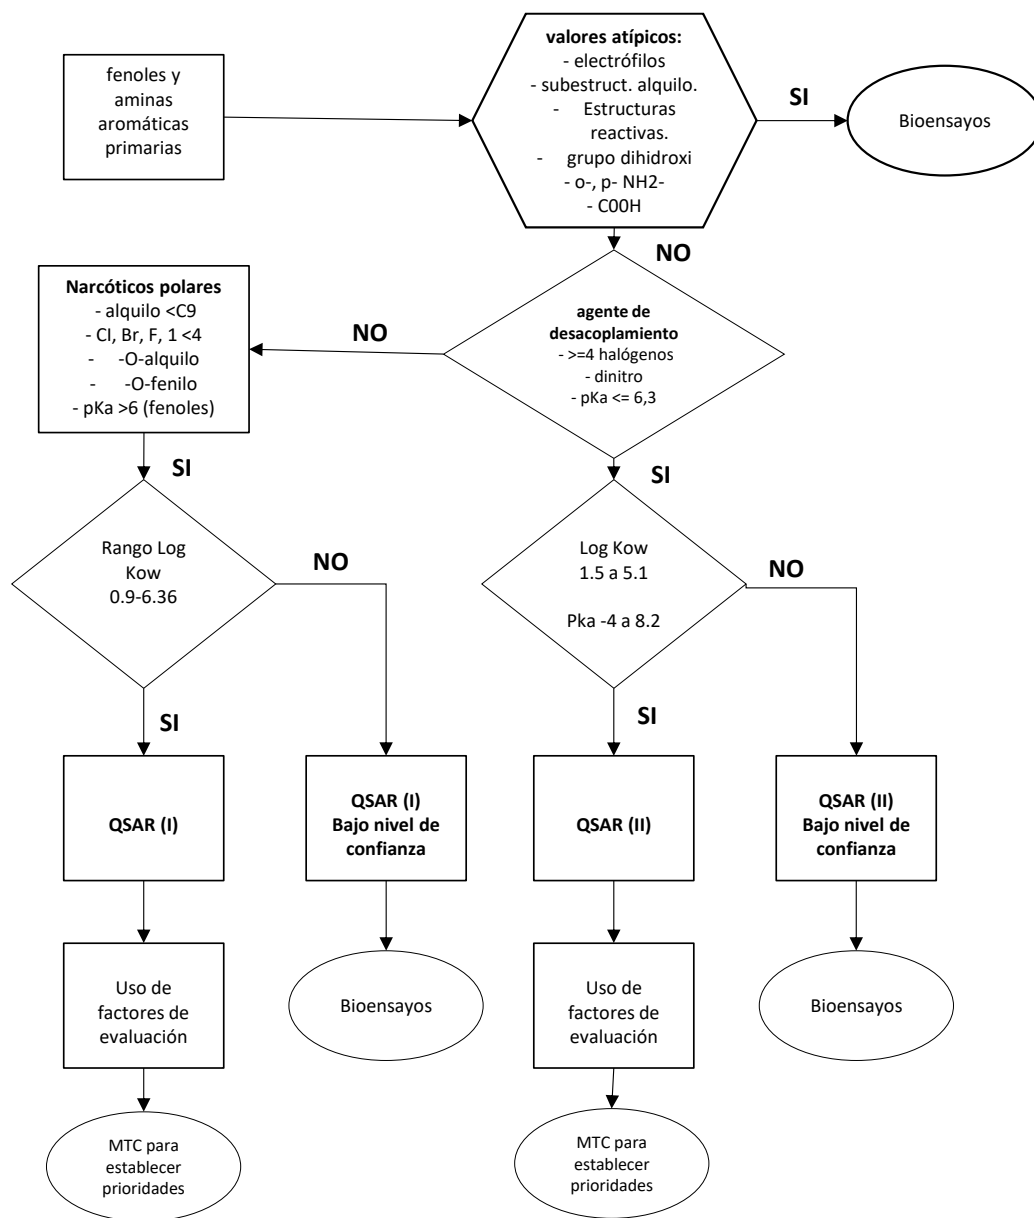 fenoles y
aminas
aromáticas
primarias
valores atípicos:
- electrófilos
- subestruct. alquilo.
- Estructuras
reactivas.
- grupo dihidroxi
- o-, p- NH2-
- C00H
SI
Bioensayos
NO
agente de
desacoplamiento
- >=4 halógenos
- dinitro
- pKa <= 6,3
NO
Narcóticos polares
- alquilo <C9
- Cl, Br, F, 1 <4
- -O-alquilo
- -O-fenilo
- pKa >6 (fenoles)
SI
SI
Rango Log
Kow
0.9-6.36
NO
Log Kow
1.5 a 5.1
Pka -4 a 8.2
NO
SI
SI
QSAR (I)
QSAR (I)
Bajo nivel de
confianza
QSAR (II)
QSAR (II)
Bajo nivel de
confianza
Uso de
factores de
evaluación
Bioensayos
Uso de
factores de
evaluación
Bioensayos
MTC para
establecer
prioridades
MTC para
establecer
prioridades